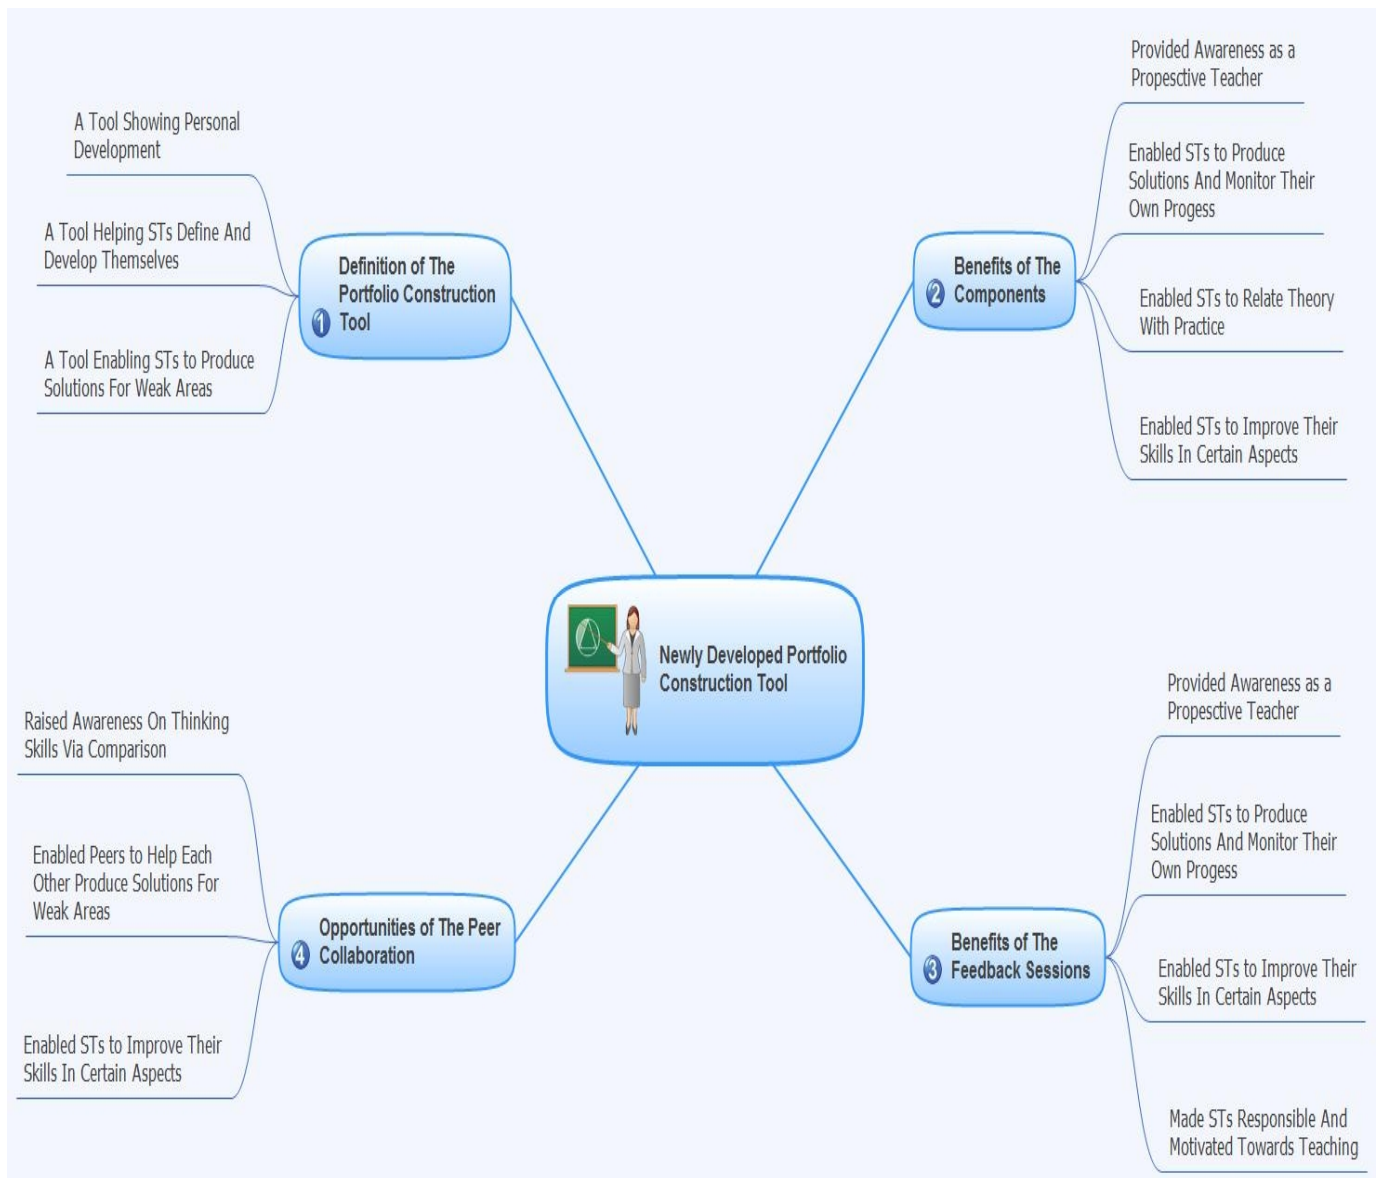 A Tool Showing Personal
Development
A Tool Helping STs Define And
Develop Themselves
A Tool Enabling STs to Produce
Solutions For Weak Areas
Definition of The
Portfolio Construction
Tool
1
Provided Awareness as a
Propesctive Teacher
Enabled STs to Produce
Solutions And Monitor Their
Own Progess
Enabled STs to Relate Theory
With Practice
Enabled STs to Improve Their
Skills In Certain Aspects
Benefits of The
Components
2
Newly Developed Portfolio
Construction Tool
Provided Awareness as a
Propesctive Teacher
Enabled STs to Produce
Solutions And Monitor Their
Own Progess
Enabled STs to Improve Their
Skills In Certain Aspects
Made STs Responsible And
Motivated Towards Teaching
Benefits of The
Feedback Sessions
3
Raised Awareness On Thinking
Skills Via Comparison
Enabled Peers to Help Each
Other Produce Solutions For
Weak Areas
Enabled STs to Improve Their
Skills In Certain Aspects
Opportunities of The Peer
Collaboration
4